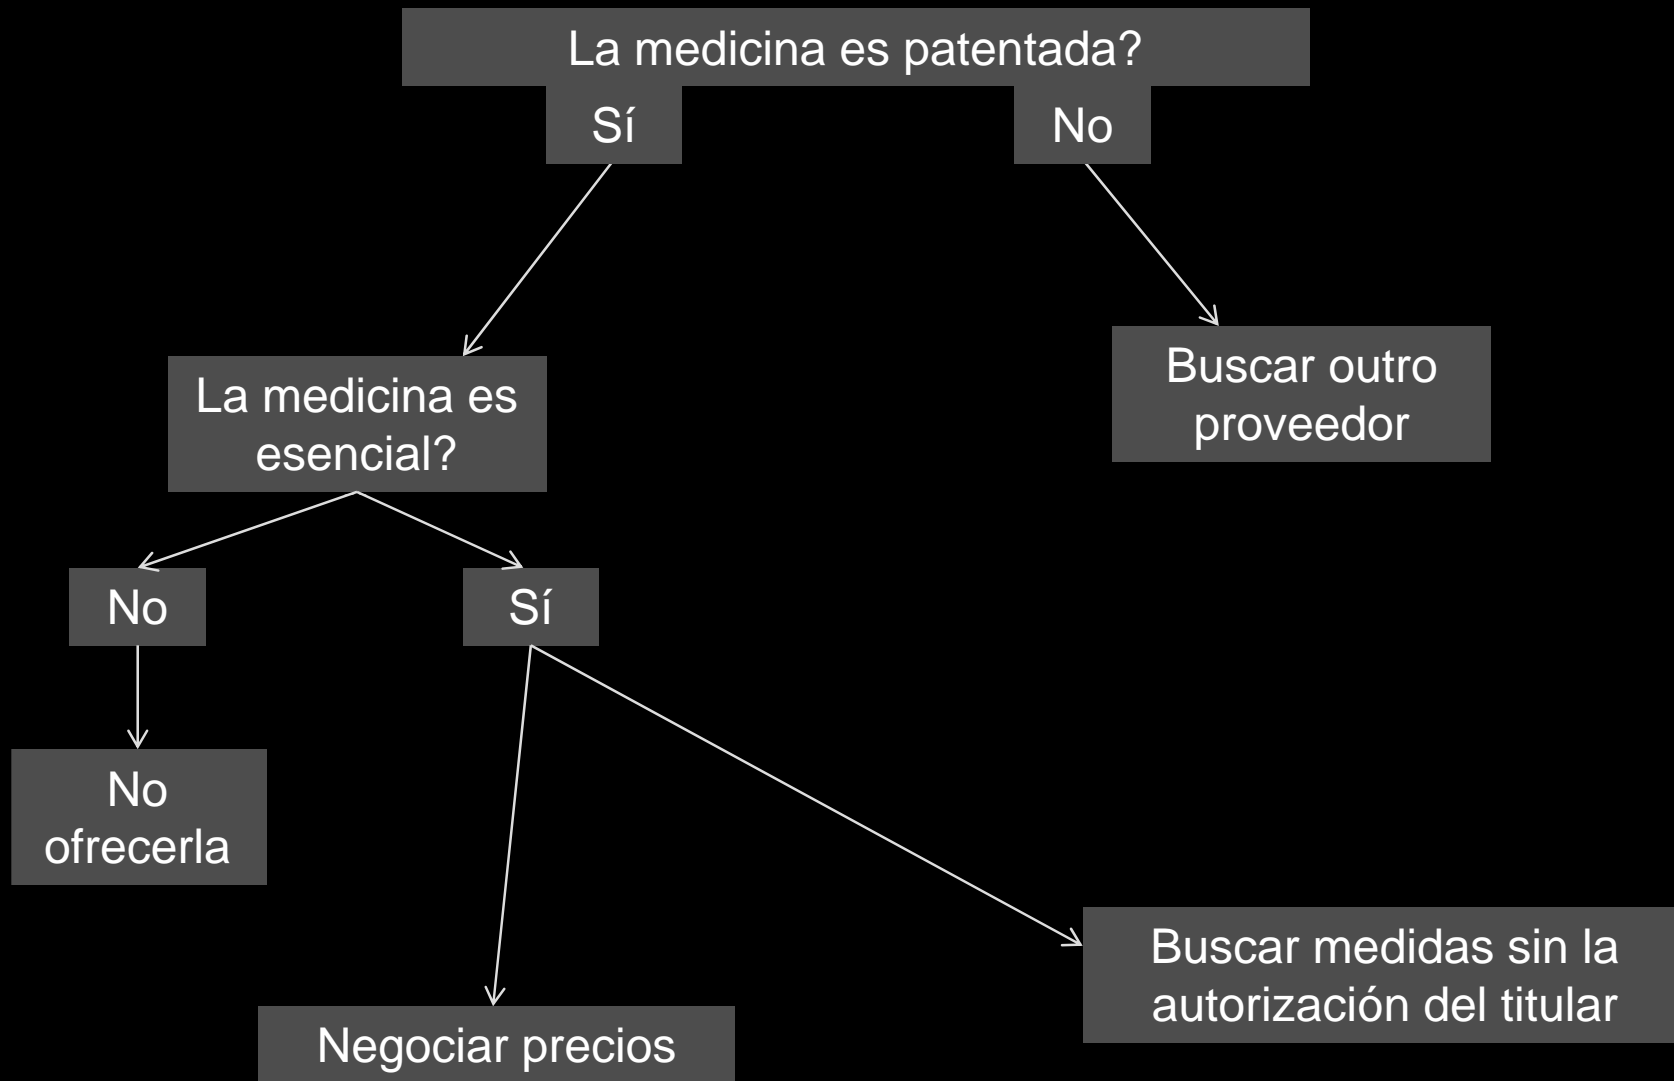 La medicina es patentada?
Sí
No
La medicina es
esencial?
Buscar outro
proveedor
No
Sí
No
ofrecerla
Buscar medidas sin la
autorización del titular
Negociar precios